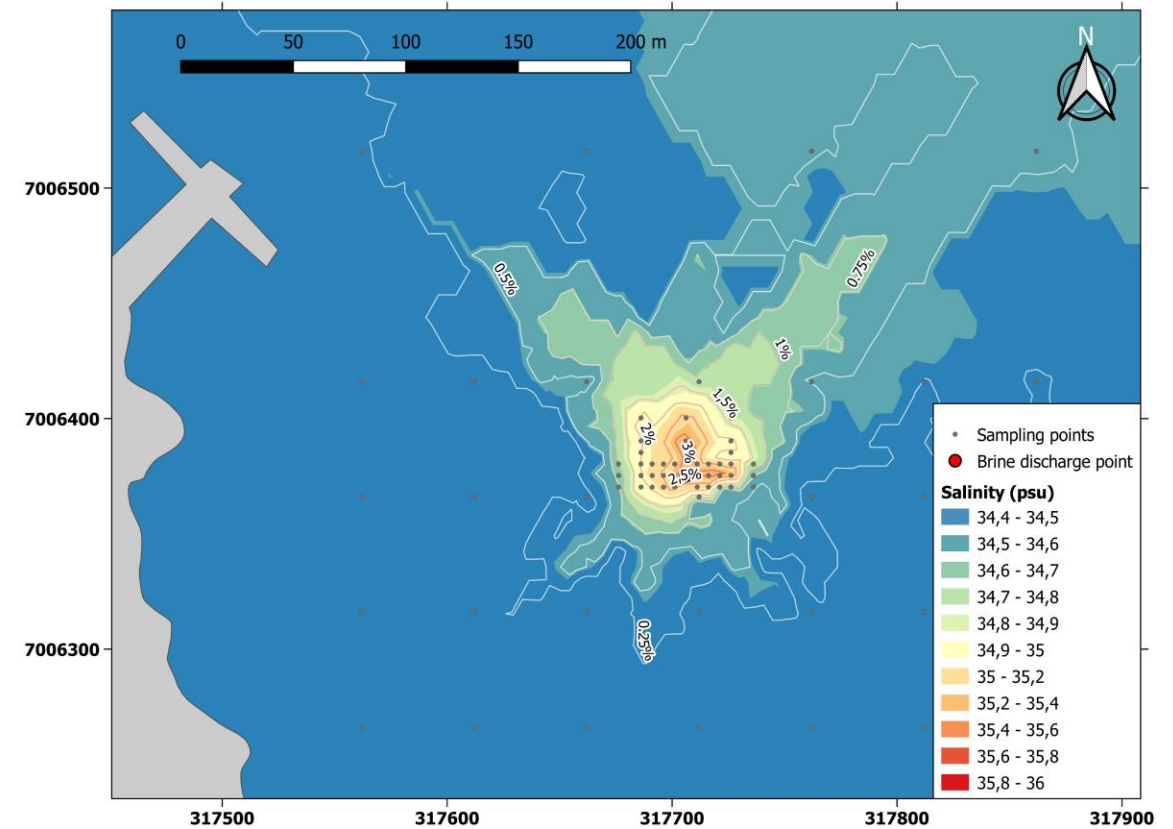 0 50 100 150 200 m
N
7006500
7006400
7006300
0.5%
0.75%
1%
1,5%
2%
3%
2,5%
0.25%
Sampling points
Brine discharge point
Salinity (psu)
34,4 - 34,5
34,5 - 34,6
34,6 - 34,7
34,7 - 34,8
34,8 - 34,9
34,9 - 35
35 - 35,2
35,2 - 35,4
35,4 - 35,6
35,6 - 35,8
35,8 - 36
317500 317600 317700 317800 317900